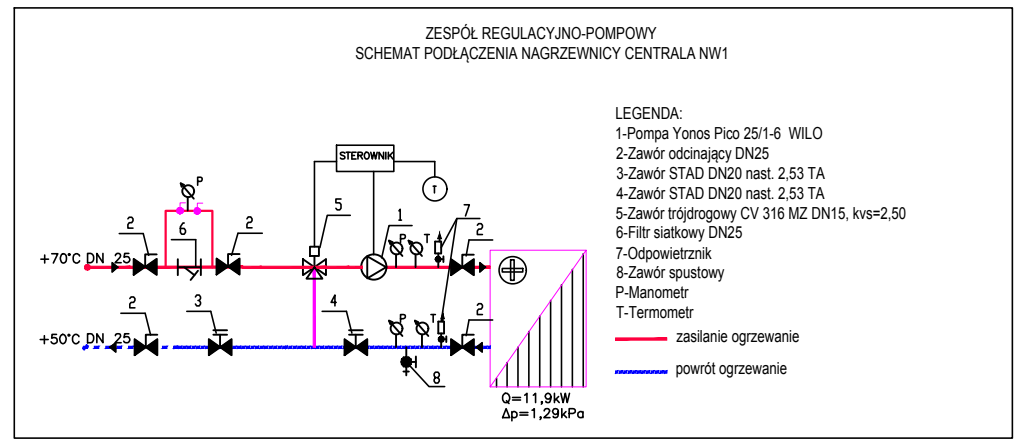 ZESPÓŁ REGULACYJNO-POMPOWY
SCHEMAT PODŁĄCZENIA NAGRZEWNICY CENTRALA NW1
LEGENDA:
1-Pompa Yonos Pico 25/1-6 WILO
2-Zawór odcinający DN25
3-Zawór STAD DN20 nast. 2,53 TA
4-Zawór STAD DN20 nast. 2,53 TA
5-Zawór trójdrogowy CV 316 MZ DN15, kvs=2,50
6-Filtr siatkowy DN25
7-Odpowietrznik
8-Zawór spustowy
P-Manometr
T-Termometr
zasilanie ogrzewanie
powrót ogrzewanie
STEROWNIK
T
P
2
6
2
5
1
7
2
P
T
+70°C DN 25
2
3
4
P
T
2
+50°C DN 25
8
Q=11,9kW
Δp=1,29kPa